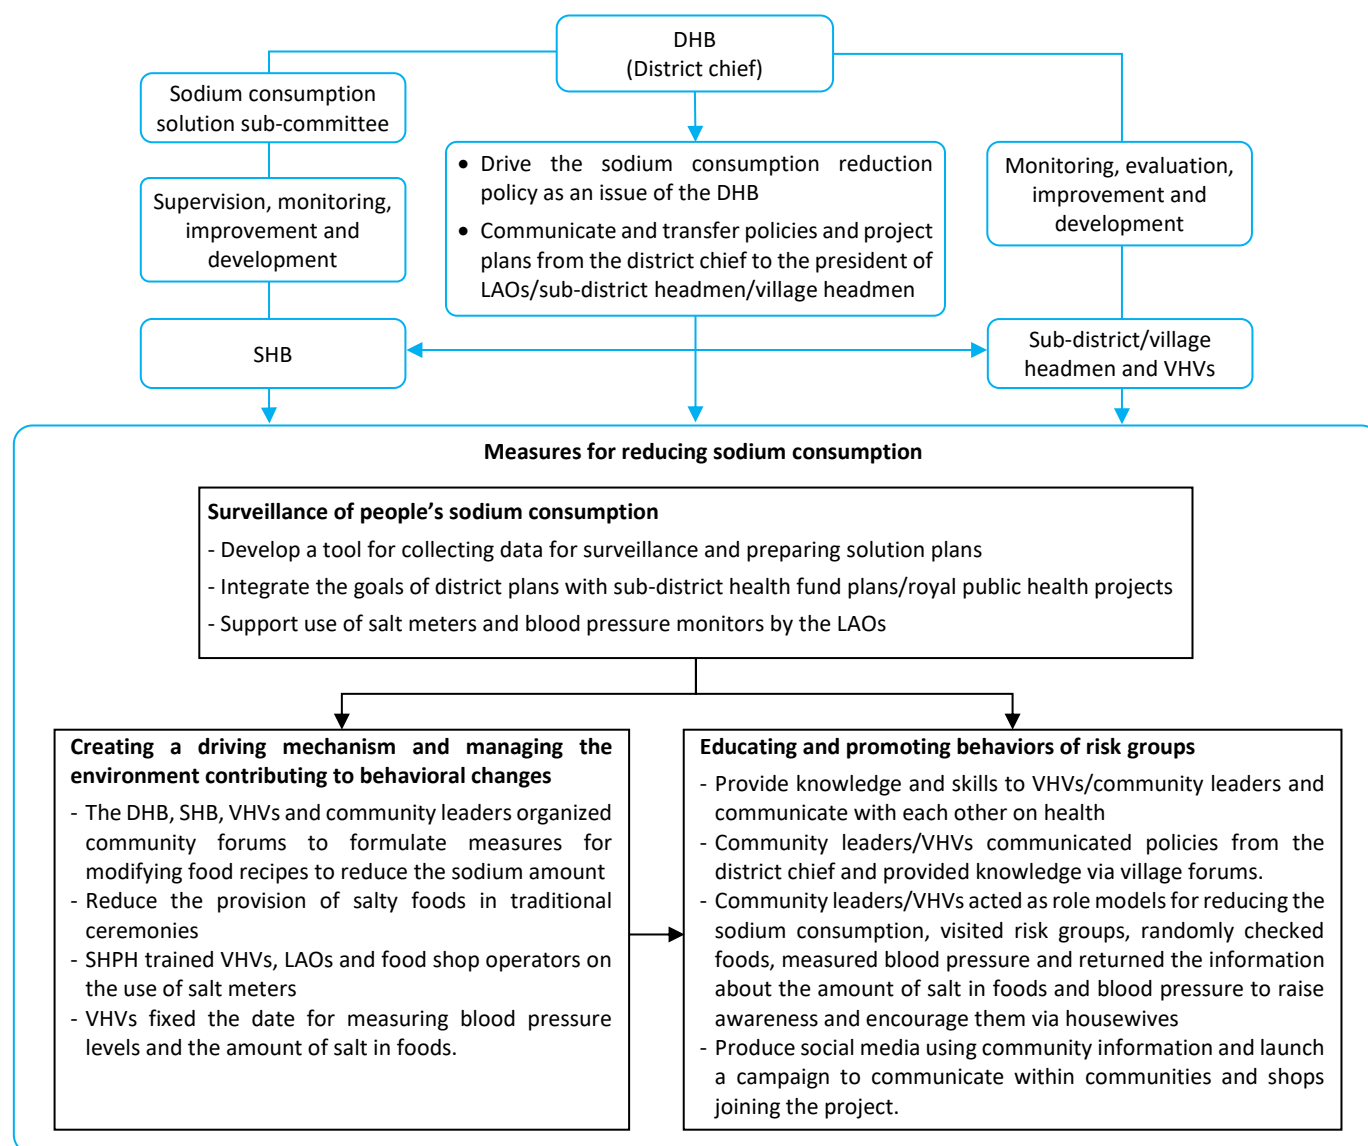 DHB
(District chief)
Sodium consumption
solution sub-committee
Supervision, monitoring,
improvement and
development
SHB
• Drive the sodium consumption reduction
policy as an issue of the DHB
• Communicate and transfer policies and project
plans from the district chief to the president of
LAOs/sub-district headmen/village headmen
Monitoring, evaluation,
improvement and
development
Sub-district/village
headmen and VHVs
Measures for reducing sodium consumption
Surveillance of people’s sodium consumption
- Develop a tool for collecting data for surveillance and preparing solution plans
- Integrate the goals of district plans with sub-district health fund plans/royal public health projects
- Support use of salt meters and blood pressure monitors by the LAOs
Creating a driving mechanism and managing the
environment contributing to behavioral changes
- The DHB, SHB, VHVs and community leaders organized
community forums to formulate measures for
modifying food recipes to reduce the sodium amount
- Reduce the provision of salty foods in traditional
ceremonies
- SHPH trained VHVs, LAOs and food shop operators on
the use of salt meters
- VHVs fixed the date for measuring blood pressure
levels and the amount of salt in foods.
Educating and promoting behaviors of risk groups
- Provide knowledge and skills to VHVs/community leaders and
communicate with each other on health
- Community leaders/VHVs communicated policies from the
district chief and provided knowledge via village forums.
- Community leaders/VHVs acted as role models for reducing the
sodium consumption, visited risk groups, randomly checked
foods, measured blood pressure and returned the information
about the amount of salt in foods and blood pressure to raise
awareness and encourage them via housewives
- Produce social media using community information and launch
a campaign to communicate within communities and shops
joining the project.